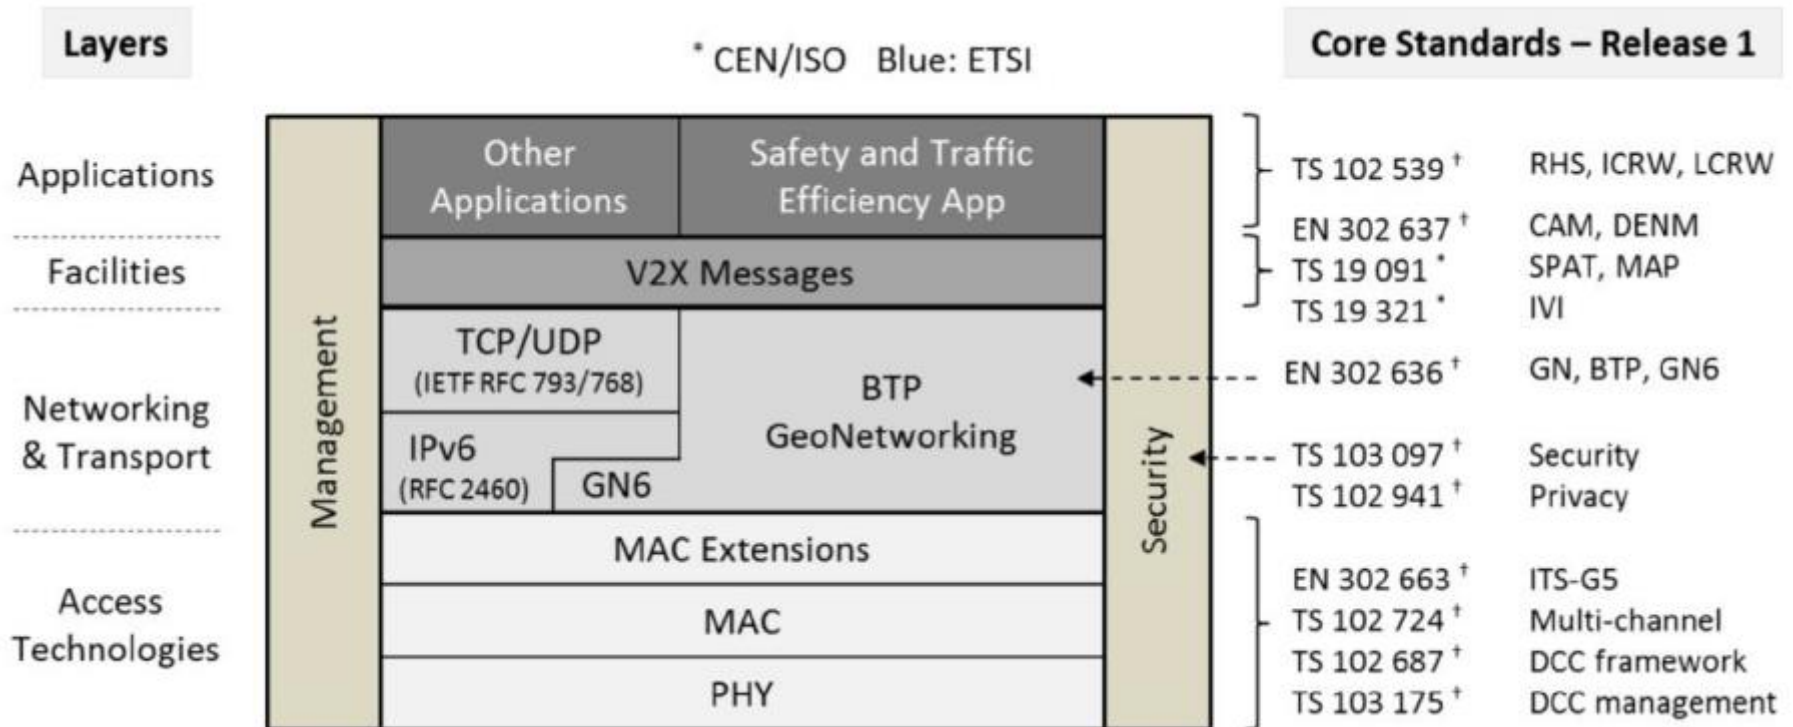 Layers
* CEN/ISO Blue: ETSI
Core Standards – Release 1
Applications
Facilities
Networking
& Transport
Access
Technologies
Management
Other
Applications
Safety and Traffic
Efficiency App
V2X Messages
TCP/UDP
(IETF RFC 793/768)
IPv6
(RFC 2460)
GN6
BTP
GeoNetworking
MAC Extensions
MAC
PHY
Security
TS 102 539 † RHS, ICRW, LCRW
EN 302 637 † CAM, DENM
TS 19 091 * SPAT, MAP
TS 19 321 * IVI
EN 302 636 † GN, BTP, GN6
TS 103 097 † Security
TS 102 941 † Privacy
EN 302 663 † ITS-G5
TS 102 724 † Multi-channel
TS 102 687 † DCC framework
TS 103 175 † DCC management